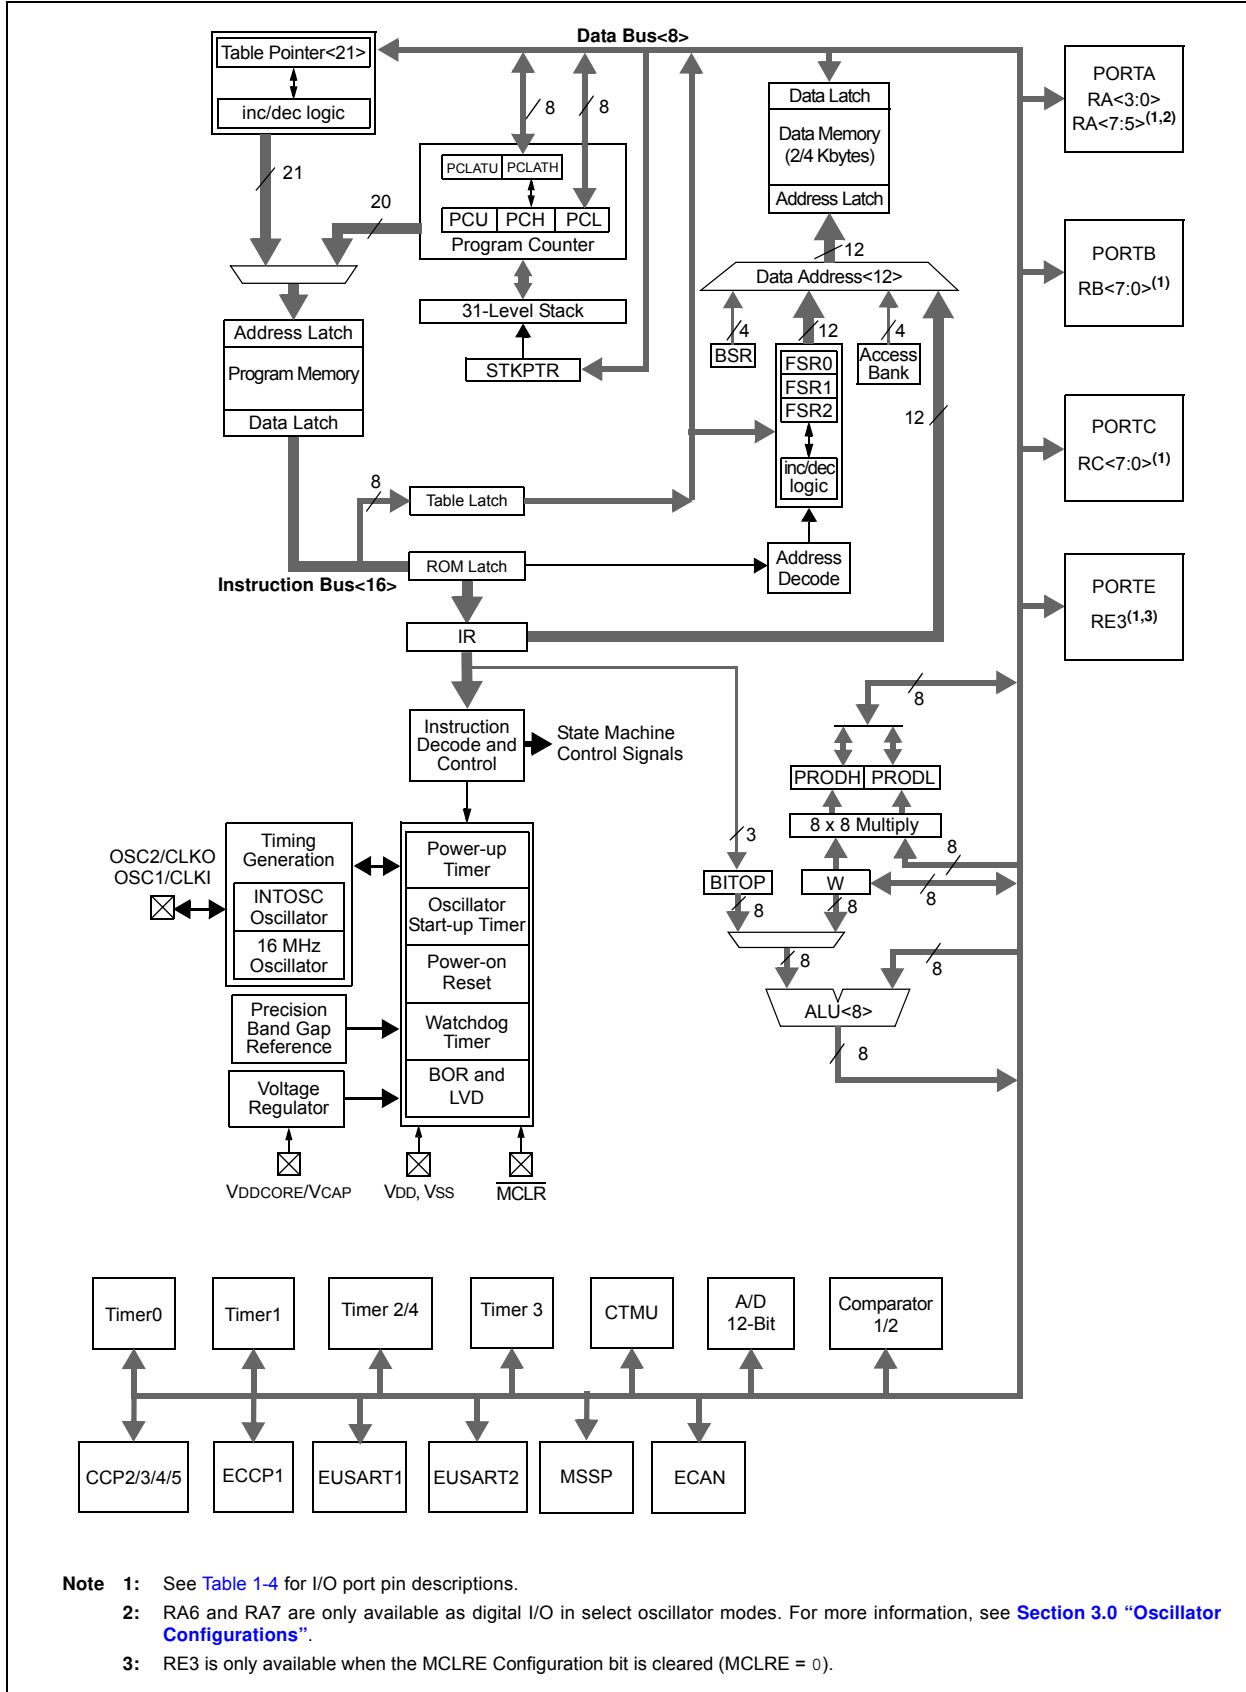 Data Bus<8>
Table Pointer<21>
inc/dec logic
21
20
8
8
PCLATU
PCLATH
PCU
PCH
PCL
Program Counter
31-Level Stack
STKPTR
Address Latch
Program Memory
Data Latch
8
Table Latch
ROM Latch
Instruction Bus<16>
IR
Data Latch
Data Memory
(2/4 Kbytes)
Address Latch
12
Data Address<12>
4
12
4
BSR
FSR0
FSR1
FSR2
inc/dec
logic
Access
Bank
12
Address
Decode
PORTA
RA<3:0>
RA<7:5>(1,2)
PORTB
RB<7:0>(1)
PORTC
RC<7:0>(1)
PORTE
RE3(1,3)
Instruction
Decode and
Control
State Machine
Control Signals
8
PRODH
PRODL
8 x 8 Multiply
3
8
BITOP
W
8
8
8
8
8
ALU<8>
8
OSC2/CLKO
OSC1/CLKI
Timing
Generation
INTOSC
Oscillator
16 MHz
Oscillator
Precision
Band Gap
Reference
Voltage
Regulator
Power-up
Timer
Oscillator
Start-up Timer
Power-on
Reset
Watchdog
Timer
BOR and
LVD
VDDCORE/VCAP
VDD, VSS
MCLR
Timer0
Timer1
Timer 2/4
Timer 3
CTMU
A/D
12-Bit
Comparator
1/2
CCP2/3/4/5
ECCP1
EUSART1
EUSART2
MSSP
ECAN
Note 1: See Table 1-4 for I/O port pin descriptions.
2: RA6 and RA7 are only available as digital I/O in select oscillator modes. For more information, see Section 3.0 “Oscillator
Configurations”.
3: RE3 is only available when the MCLRE Configuration bit is cleared (MCLRE = 0).